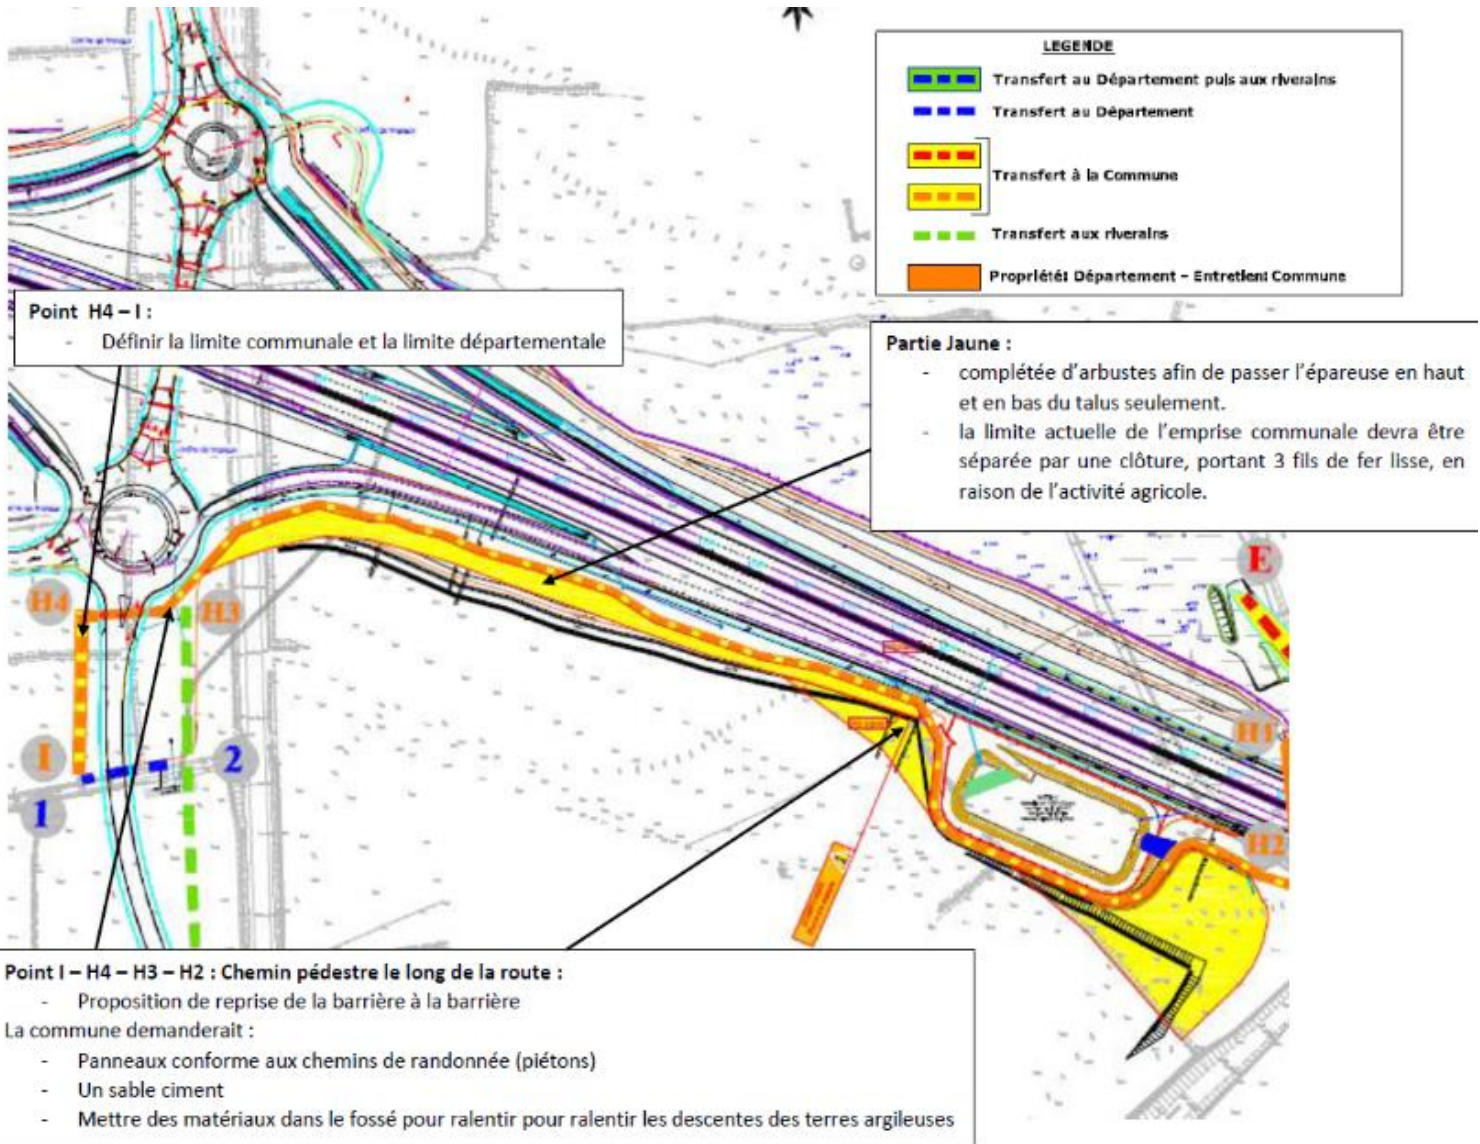 LEGENDE
Transfert au Département puis aux riverains
Transfert au Département
Transfert à la Commune
Transfert aux riverains
Propriété: Département – Entretien: Commune
Point H4 – I :
- Définir la limite communale et la limite départementale
Partie Jaune :
- complétée d'arbustes afin de passer l'épareuse en haut
et en bas du talus seulement.
- la limite actuelle de l'emprise communale devra être
séparée par une clôture, portant 3 fils de fer lisse, en
raison de l'activité agricole.
E
H4
H3
I
2
1
H1
H2
Point I – H4 – H3 – H2 : Chemin pédestre le long de la route :
- Proposition de reprise de la barrière à la barrière
La commune demanderait :
- Panneaux conforme aux chemins de randonnée (piétons)
- Un sable ciment
- Mettre des matériaux dans le fossé pour ralentir pour ralentir les descentes des terres argileuses